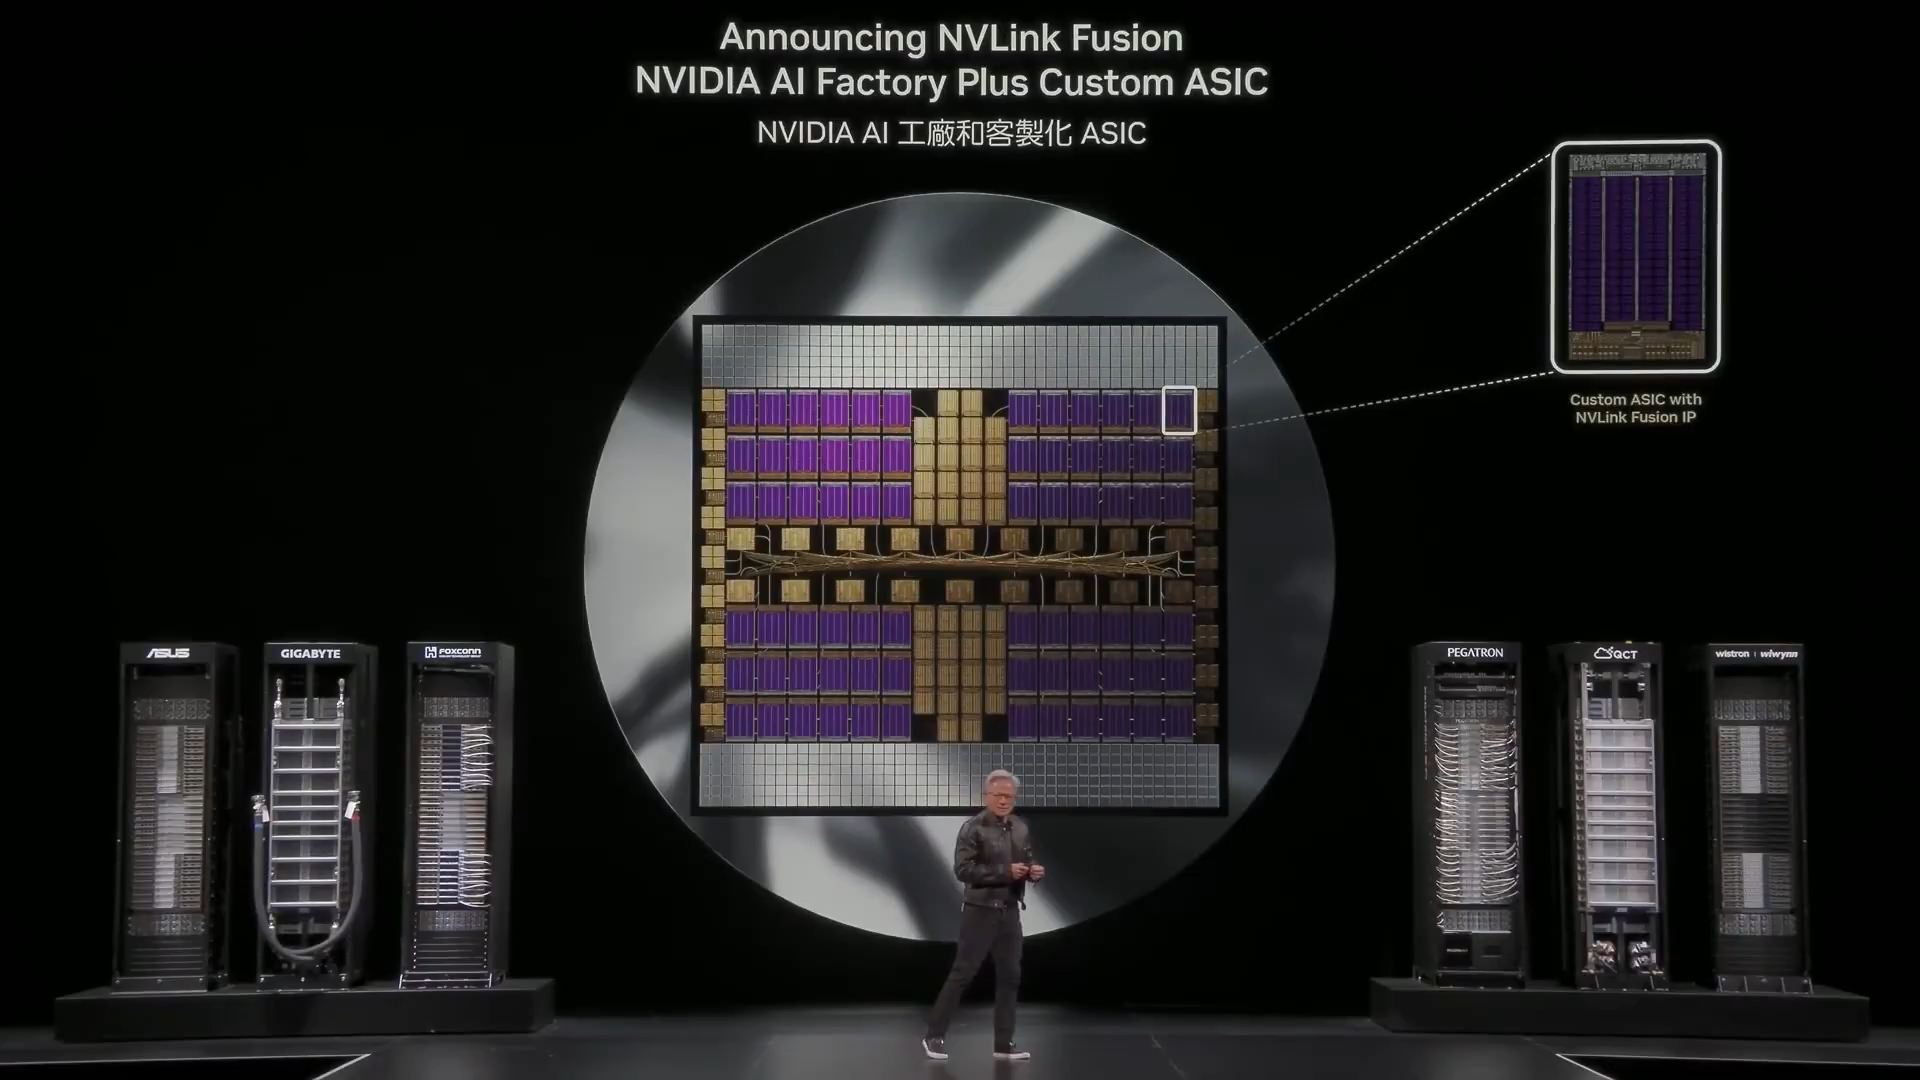 Announcing NVLink Fusion
NVIDIA AI Factory Plus Custom ASIC
NVIDIA AI 工廠和客製化 ASIC
Custom ASIC with
NVLink Fusion IP
ASUS
GIGABYTE
FOXCONN
PEGATRON
QCT
wistron | wiwynn